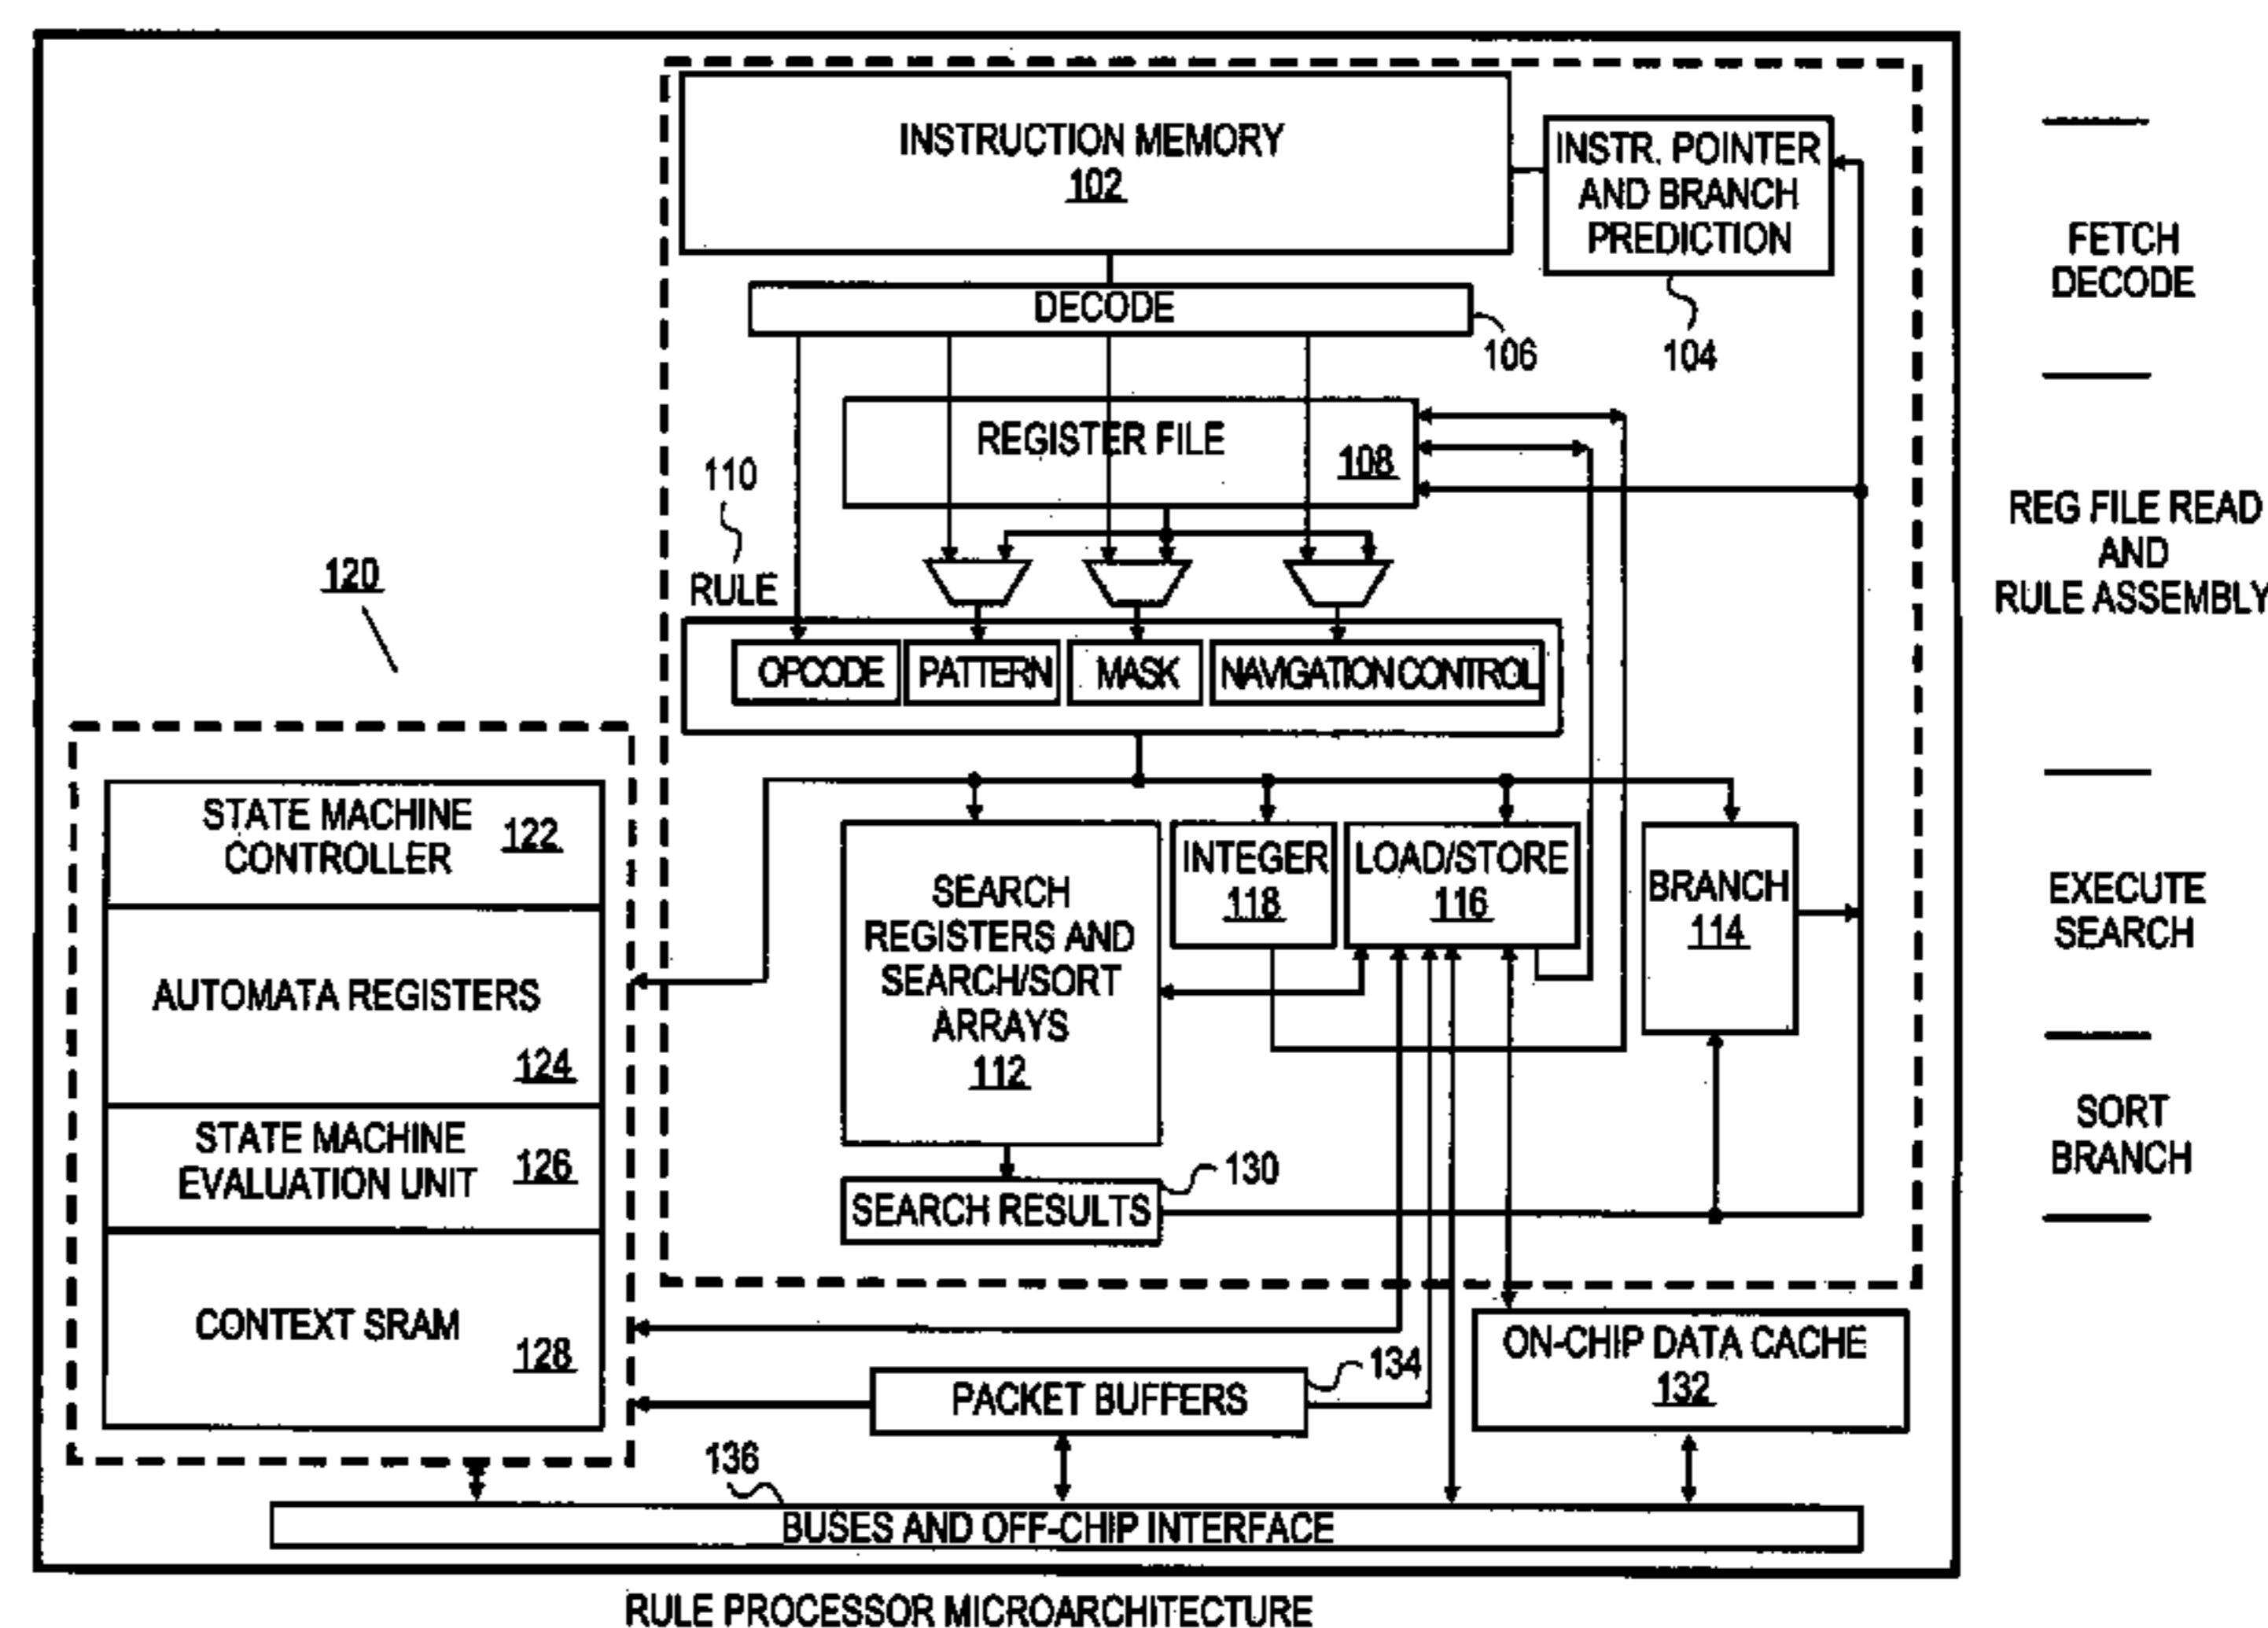 INSTRUCTION MEMORY
102
INSTR. POINTER
AND BRANCH
PREDICTION
104
DECODE
106
REGISTER FILE
108
110
RULE
OPCODE
PATTERN
MASK
NAVIGATION CONTROL
120
STATE MACHINE
CONTROLLER
122
AUTOMATA REGISTERS
124
STATE MACHINE
EVALUATION UNIT
126
CONTEXT SRAM
128
SEARCH
REGISTERS AND
SEARCH/SORT
ARRAYS
112
INTEGER
118
LOAD/STORE
116
BRANCH
114
SEARCH RESULTS
130
ON-CHIP DATA CACHE
132
PACKET BUFFERS
134
136
BUSES AND OFF-CHIP INTERFACE
FETCH
DECODE
REG FILE READ
AND
RULE ASSEMBLY
EXECUTE
SEARCH
SORT
BRANCH
RULE PROCESSOR MICROARCHITECTURE